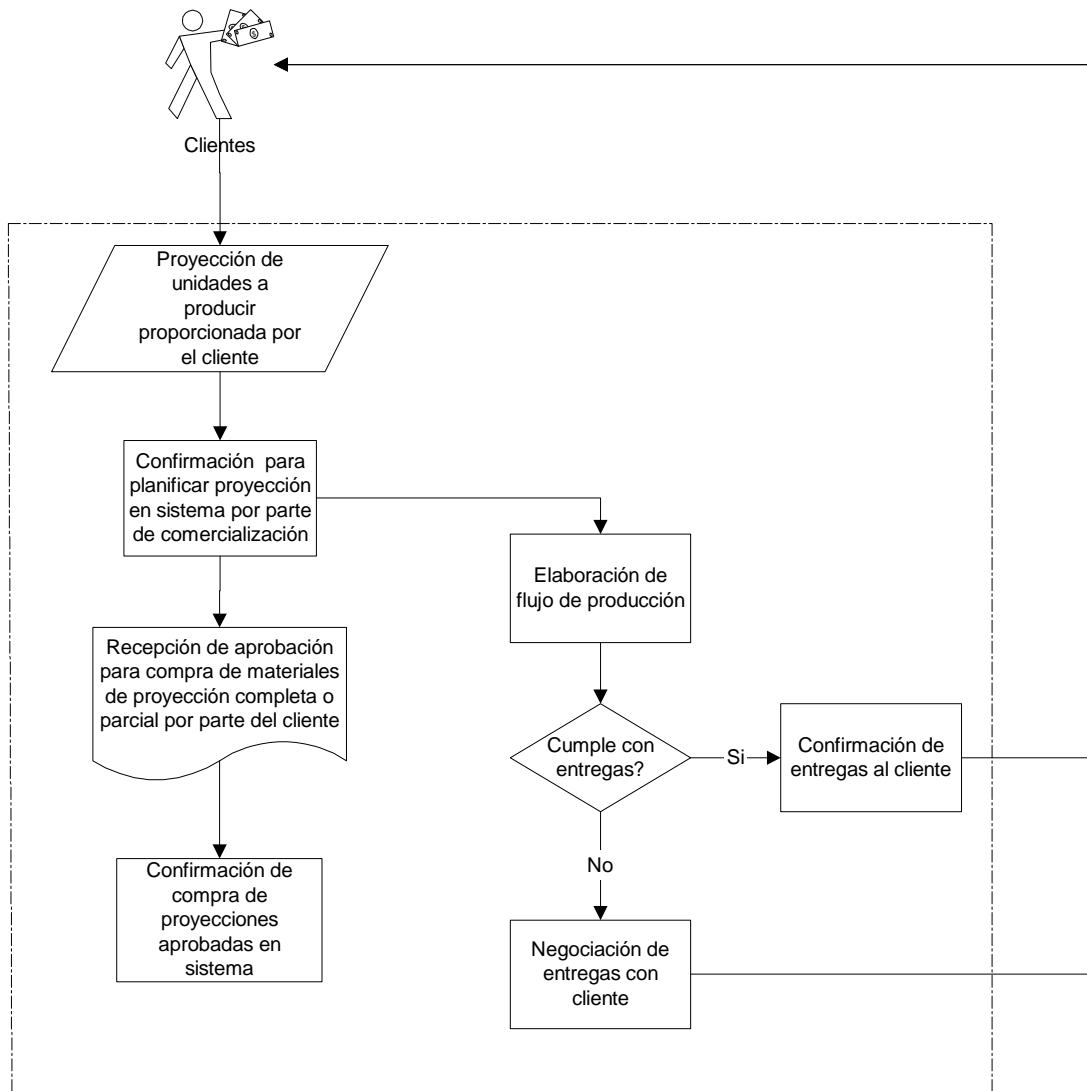 Clientes
Proyección de
unidades a
producir
proporcionada por
el cliente
Confirmación para
planificar proyección
en sistema por parte
de comercialización
Elaboración de
flujo de producción
Recepción de aprobación
para compra de materiales
de proyección completa o
parcial por parte del cliente
Cumple con
entregas?
Si
Confirmación de
entregas al cliente
No
Confirmación de
compra de
proyecciones
aprobadas en
sistema
Negociación de
entregas con
cliente